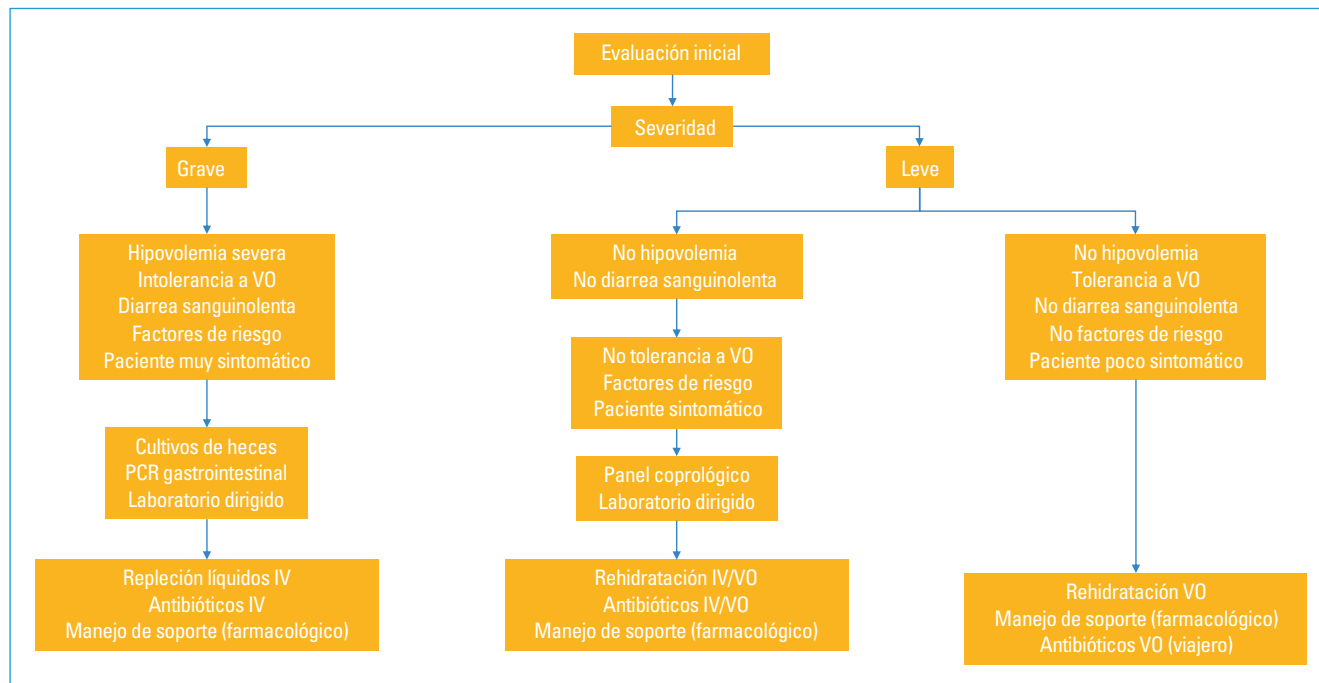 Evaluación inicial
Severidad
Grave
Leve
Hipovolemia severa
Intolerancia a VO
Diarrea sanguinolenta
Factores de riesgo
Paciente muy sintomático
No hipovolemia
No diarrea sanguinolenta
No hipovolemia
Tolerancia a VO
No diarrea sanguinolenta
No factores de riesgo
Paciente poco sintomático
No tolerancia a VO
Factores de riesgo
Paciente sintomático
Cultivos de heces
PCR gastrointestinal
Laboratorio dirigido
Panel coprológico
Laboratorio dirigido
Repleción líquidos IV
Antibióticos IV
Manejo de soporte (farmacológico)
Rehidratación IV/VO
Antibióticos IV/VO
Manejo de soporte (farmacológico)
Rehidratación VO
Manejo de soporte (farmacológico)
Antibióticos VO (viajero)